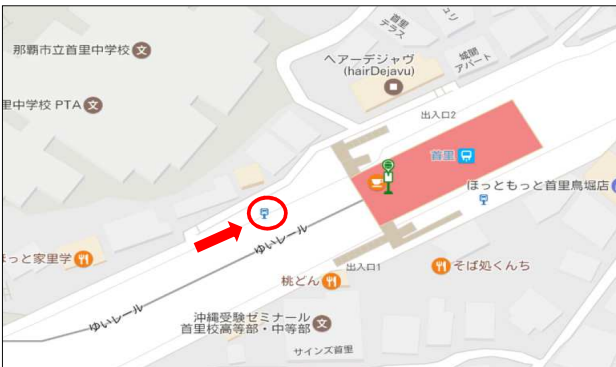 那覇市立首里中学校
里中学校 PTA
首里
テラス
ユリ
ヘアーデジャヴ
(hairDejavu)
城間
アパート
出入口2
首里
ほっともっと首里鳥堀店
ゆいレール
ほっと家里学
出入口1
そば処くんち
桃どん
ゆいレール
沖縄受験ゼミナール
首里校高等部・中等部
サインズ首里